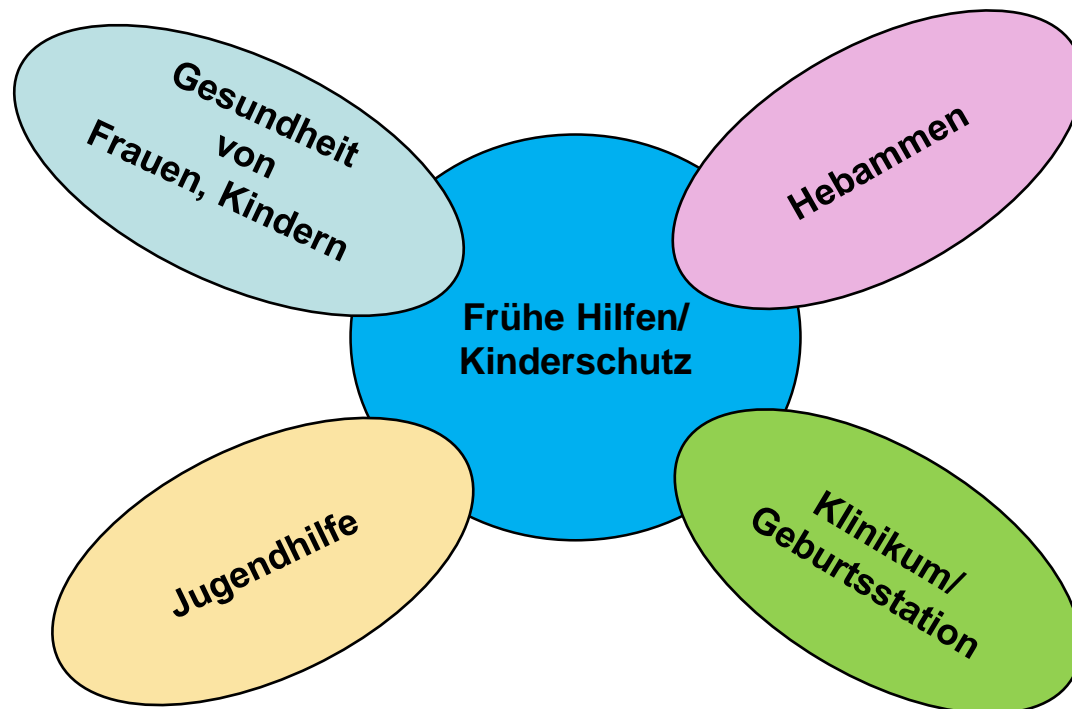 Gesundheit
von
Frauen, Kindern
Hebammen
Frühe Hilfen/
Kinderschutz
Jugendhilfe
Klinikum/
Geburtsstation